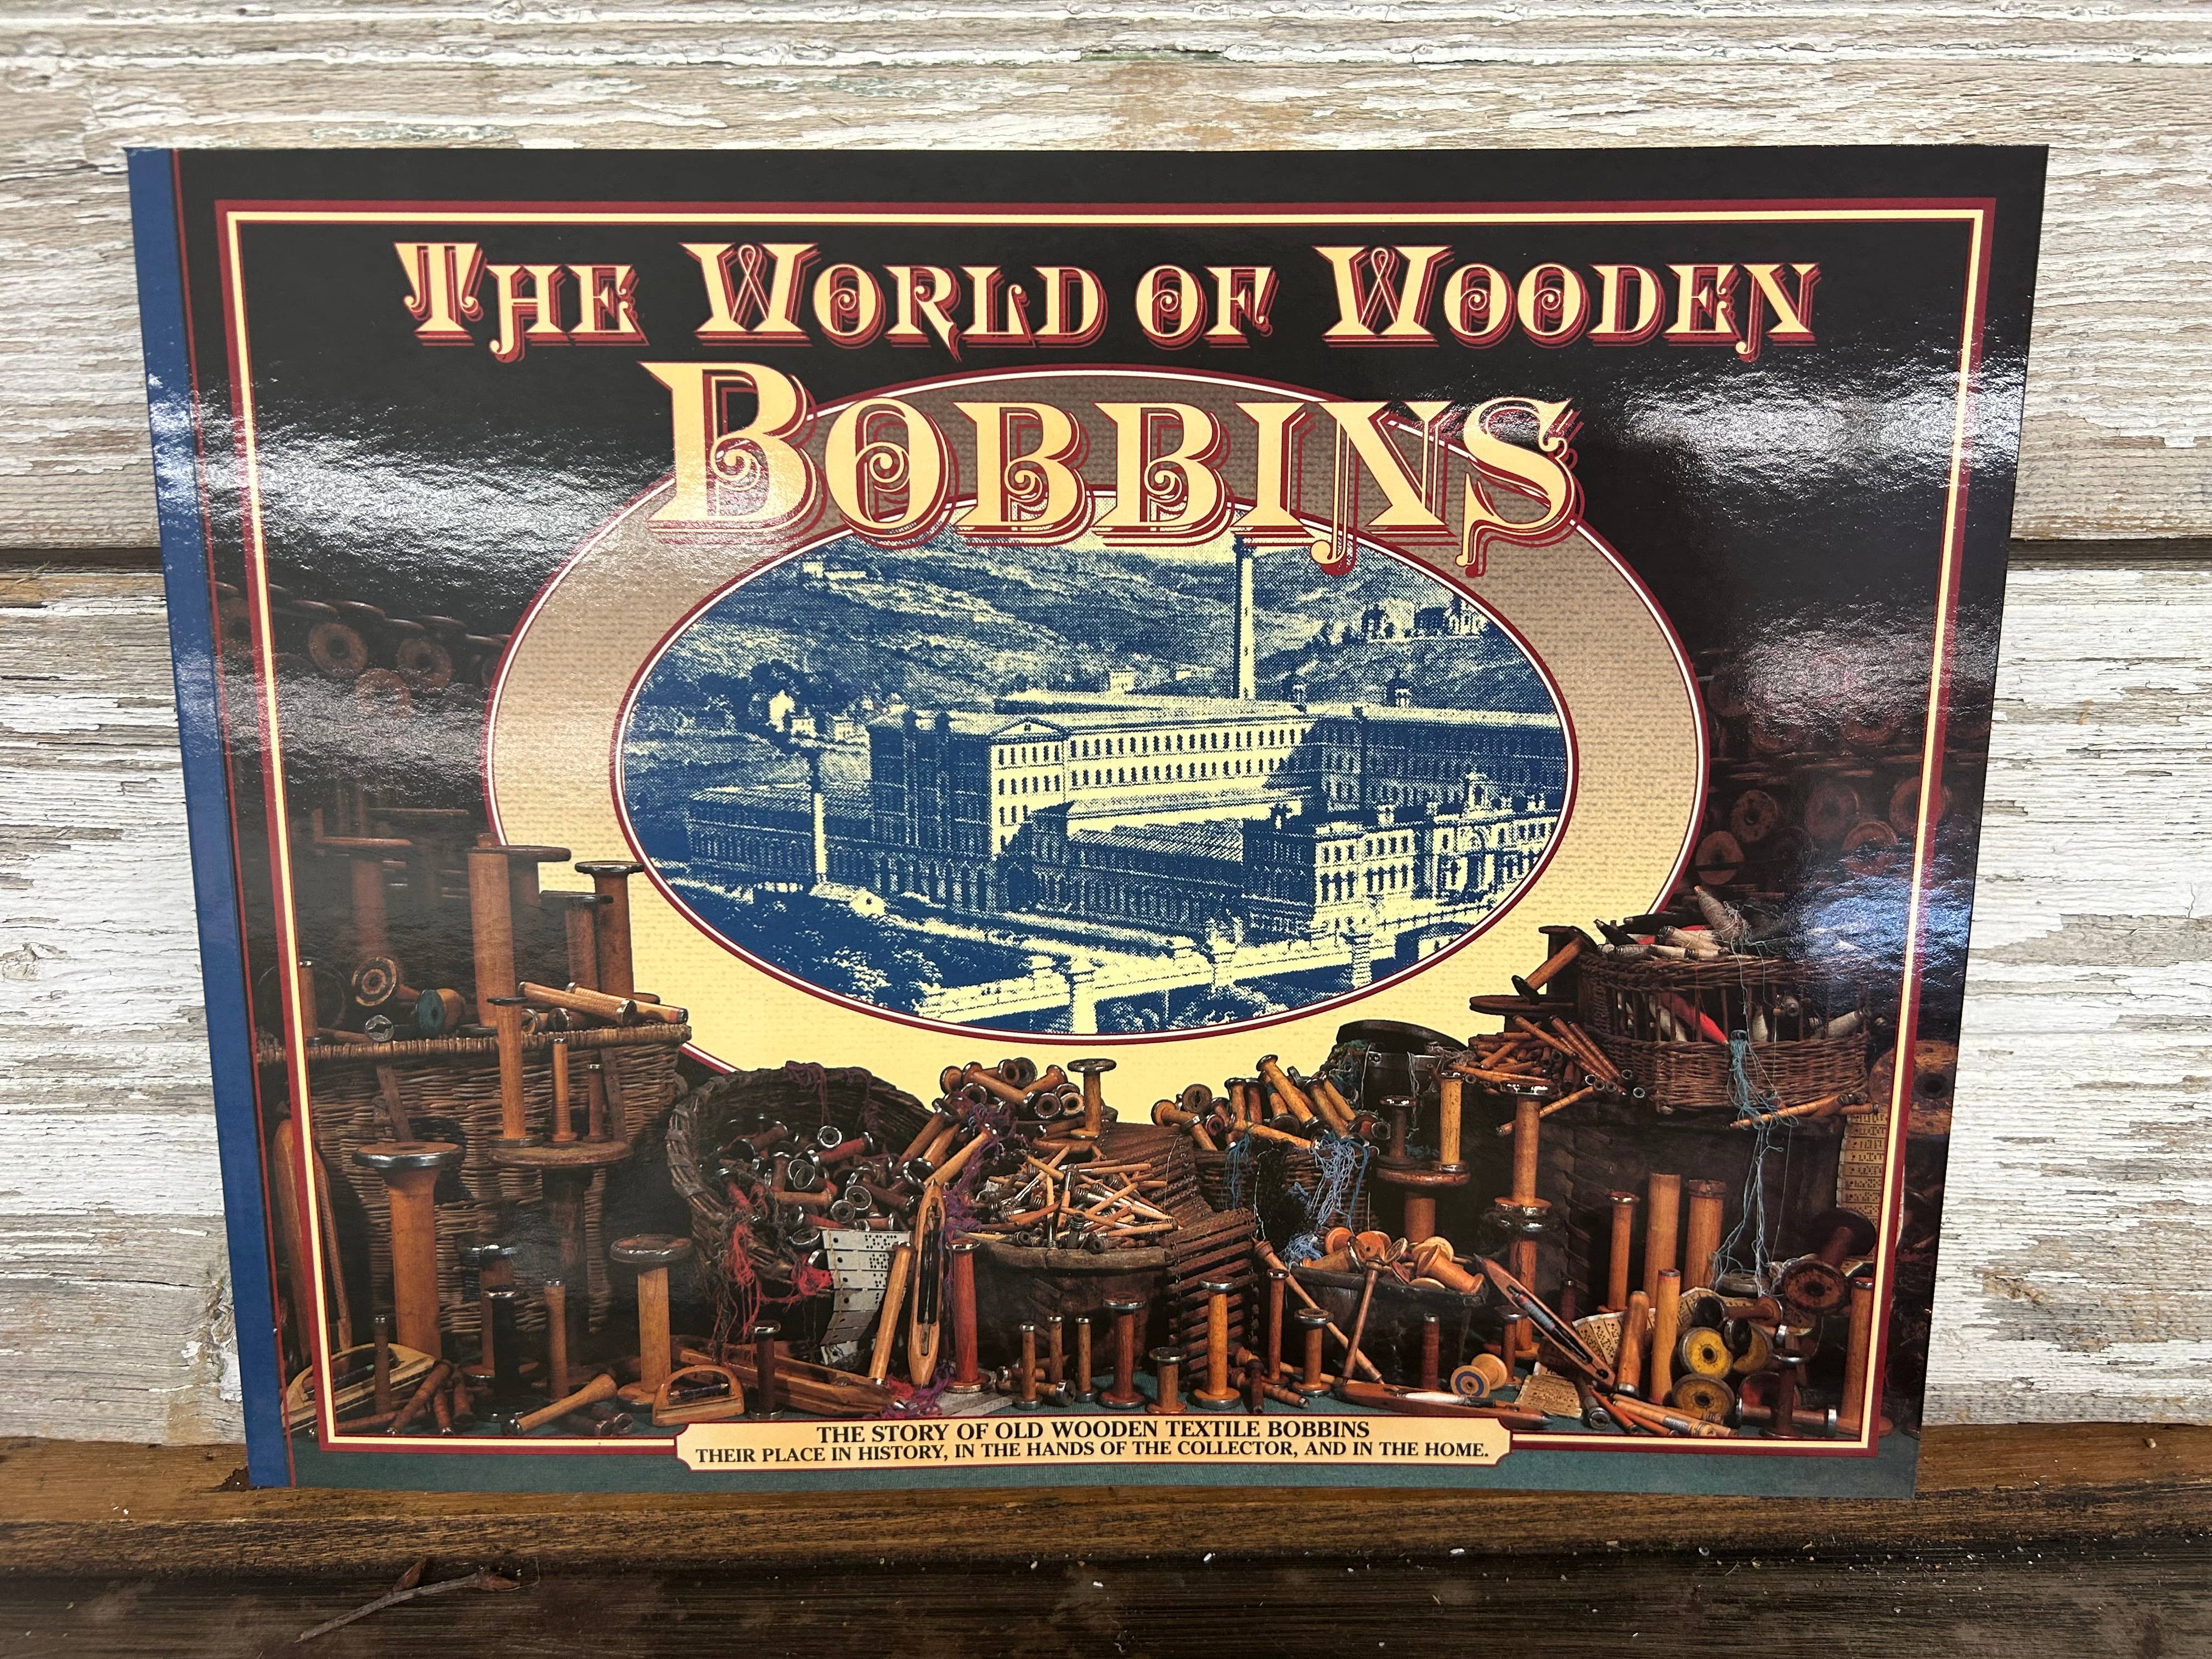 THE WORLD OF WOODEN
BOBBINS
THE STORY OF OLD WOODEN TEXTILE BOBBINS
THEIR PLACE IN HISTORY, IN THE HANDS OF THE COLLECTOR, AND IN THE HOME.